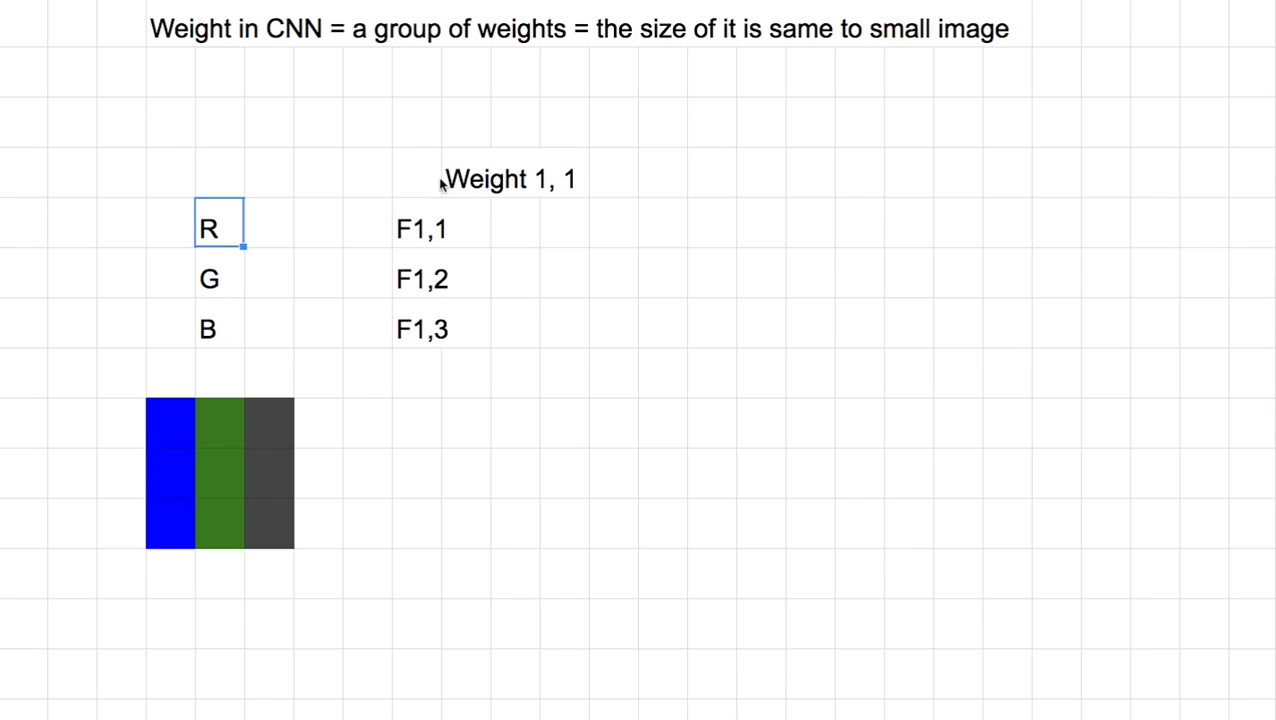 Weight in CNN = a group of weights = the size of it is same to small image
Weight 1, 1
R F1,1
G F1,2
B F1,3